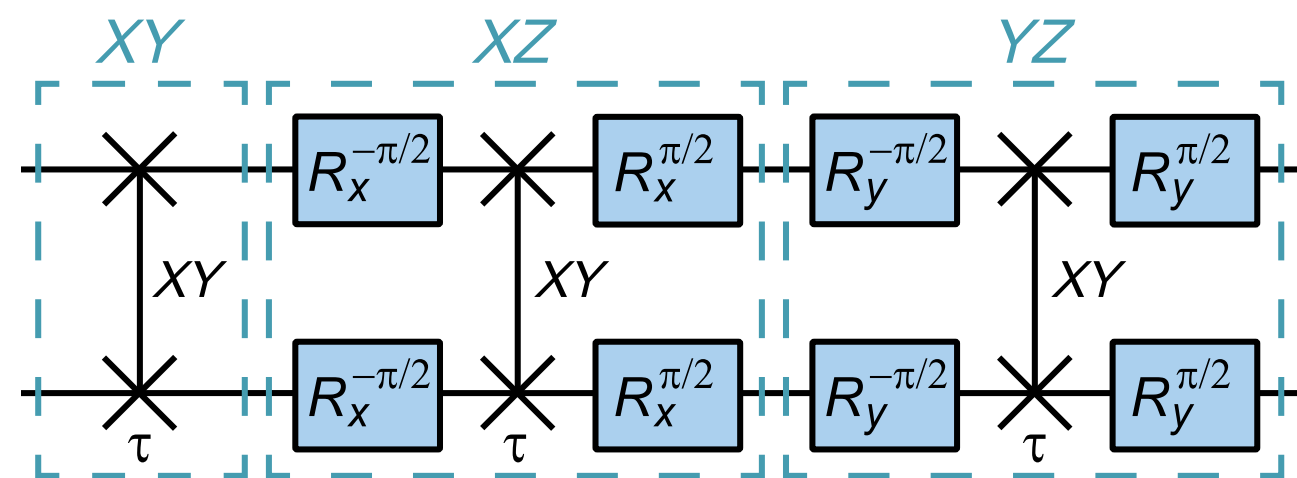 XY XZ YZ
R_x^{-π/2} R_x^{π/2} R_y^{-π/2} R_y^{π/2}
XY XY XY
R_x^{-π/2} R_x^{π/2} R_y^{-π/2} R_y^{π/2}
τ τ τ